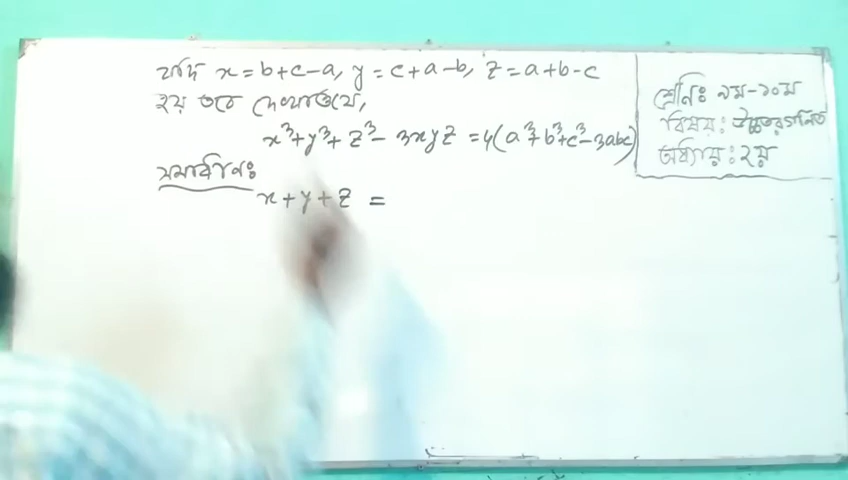 যদি x = b+c-a, y = c+a-b, z = a+b-c
হয় তবে দেখাও যে,
x³+y³+z³-3xyz = 4(a³+b³+c³-3abc)
সমাধানঃ
x+y+z =
শ্রেনিঃ ৯ম-১০ম
বিষয়: উচ্চতর গনিত
অধ্যায়: ২য়